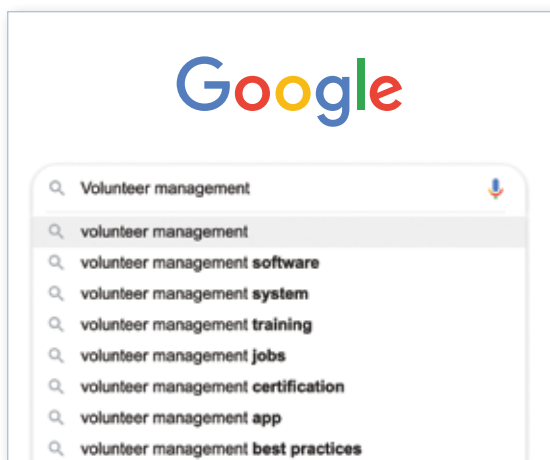 Google
Volunteer management
volunteer management
volunteer management software
volunteer management system
volunteer management training
volunteer management jobs
volunteer management certification
volunteer management app
volunteer management best practices